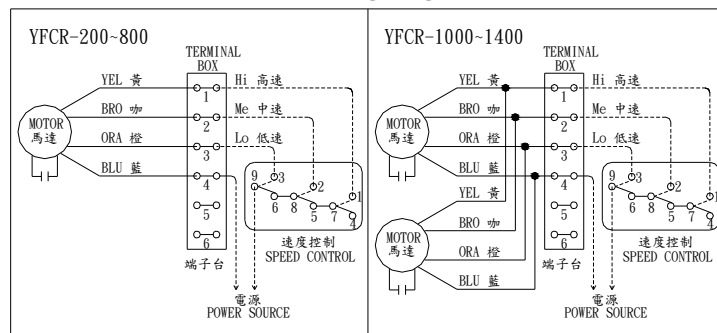 YFCR-200~800
TERMINAL
BOX
YEL 黃
1
Hi 高速
BRO 咖
2
Me 中速
MOTOR
馬達
ORA 橙
3
Lo 低速
BLU 藍
4
9
3
2
1
6
8
5
7
4
5
6
速度控制
SPEED CONTROL
端子台
電源
POWER SOURCE
YFCR-1000~1400
TERMINAL
BOX
YEL 黃
1
Hi 高速
BRO 咖
2
Me 中速
MOTOR
馬達
ORA 橙
3
Lo 低速
BLU 藍
4
9
3
2
1
6
8
5
7
4
YEL 黃
5
BRO 咖
6
MOTOR
馬達
速度控制
SPEED CONTROL
ORA 橙
端子台
BLU 藍
電源
POWER SOURCE